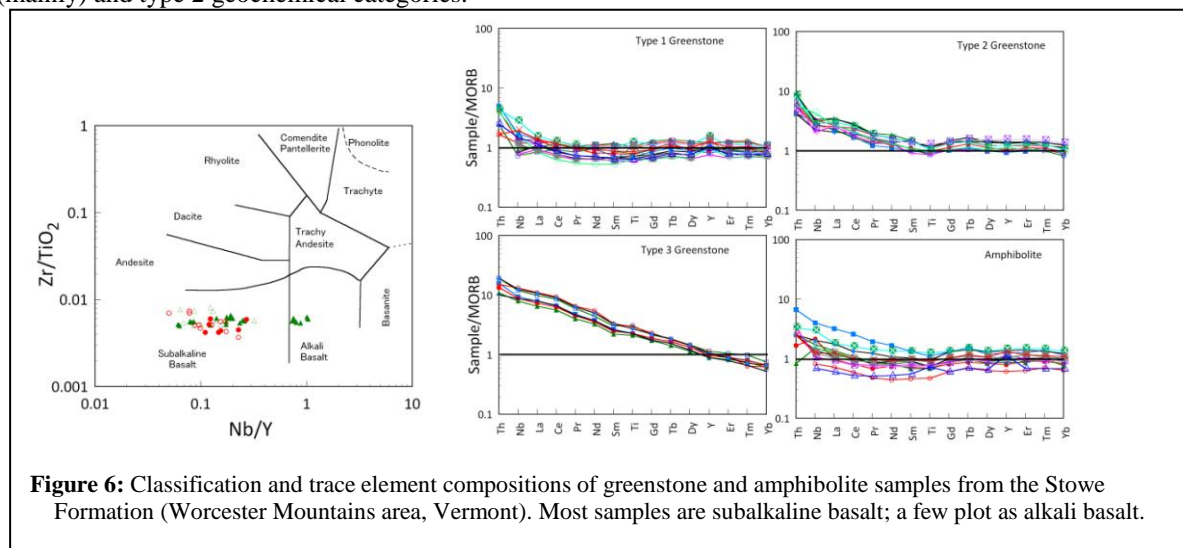 (mainly) and type 2 geochemical categories.
Zr/TiO2
1
0.1
0.01
0.001
Rhyolite
Comendite
Pantellerite
Phonolite
Trachyte
Dacite
Trachy
Andesite
Andesite
Basanite
Subalkaline
Basalt
Alkali
Basalt
0.01 0.1 1 10
Nb/Y
Type 1 Greenstone
Sample/MORB
100
10
1
0.1
Th Nb La Ce Pr Nd Sm Ti Gd Tb Dy Y Er Tm Yb
Type 2 Greenstone
100
10
1
0.1
Th Nb La Ce Pr Nd Sm Ti Gd Tb Dy Y Er Tm Yb
Type 3 Greenstone
Sample/MORB
100
10
1
0.1
Th Nb La Ce Pr Nd Sm Ti Gd Tb Dy Y Er Tm Yb
Amphibolite
100
10
1
0.1
Th Nb La Ce Pr Nd Sm Ti Gd Tb Dy Y Er Tm Yb
Figure 6: Classification and trace element compositions of greenstone and amphibolite samples from the Stowe
Formation (Worcester Mountains area, Vermont). Most samples are subalkaline basalt; a few plot as alkali basalt.